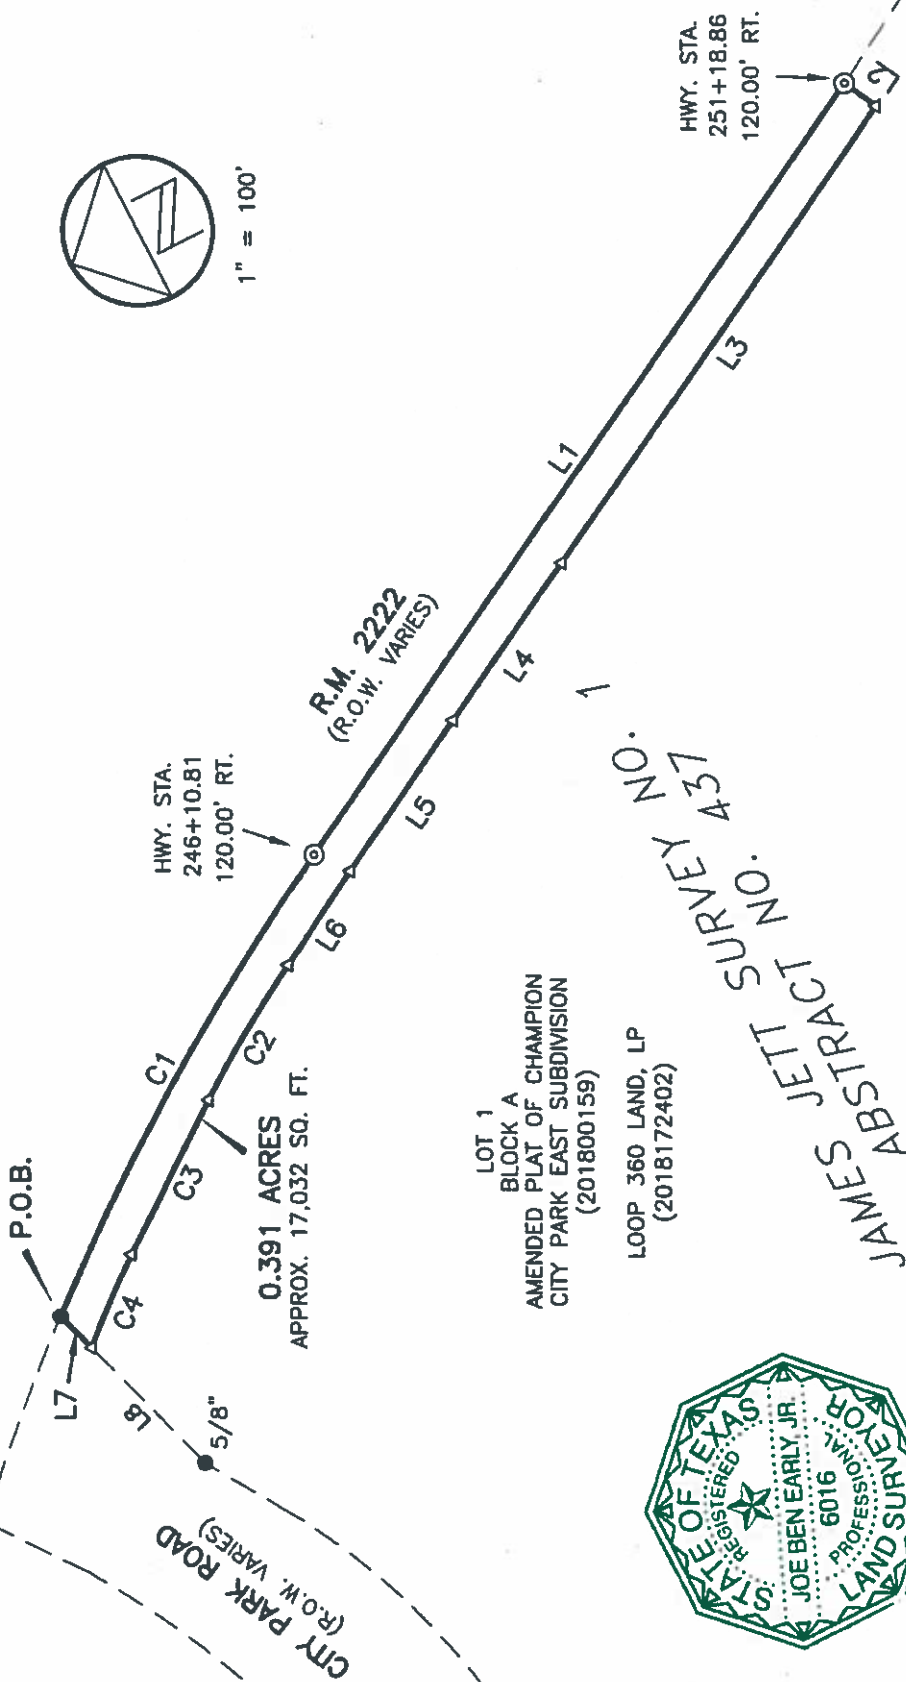 P.O.B.
L7
L8
5/8"
CITY PARK ROAD
(R.O.W. VARIES)
C4
C3
C2
C1
0.391 ACRES
APPROX. 17,032 SQ. FT.
HWY. STA.
246+10.81
120.00' RT.
R.M. 2222
(R.O.W. VARIES)
1" = 100'
N
L6
L5
L4
L1
L3
HWY. STA.
251+18.86
120.00' RT.
L2
LOT 1
BLOCK A
AMENDED PLAT OF CHAMPION
CITY PARK EAST SUBDIVISION
(201800159)
LOOP 360 LAND, LP
(2018172402)
JAMES JETT SURVEY NO. 1
ABSTRACT NO. 437
STATE OF TEXAS
REGISTERED
JOE BEN EARLY, JR.
6016
PROFESSIONAL
LAND SURVEYOR